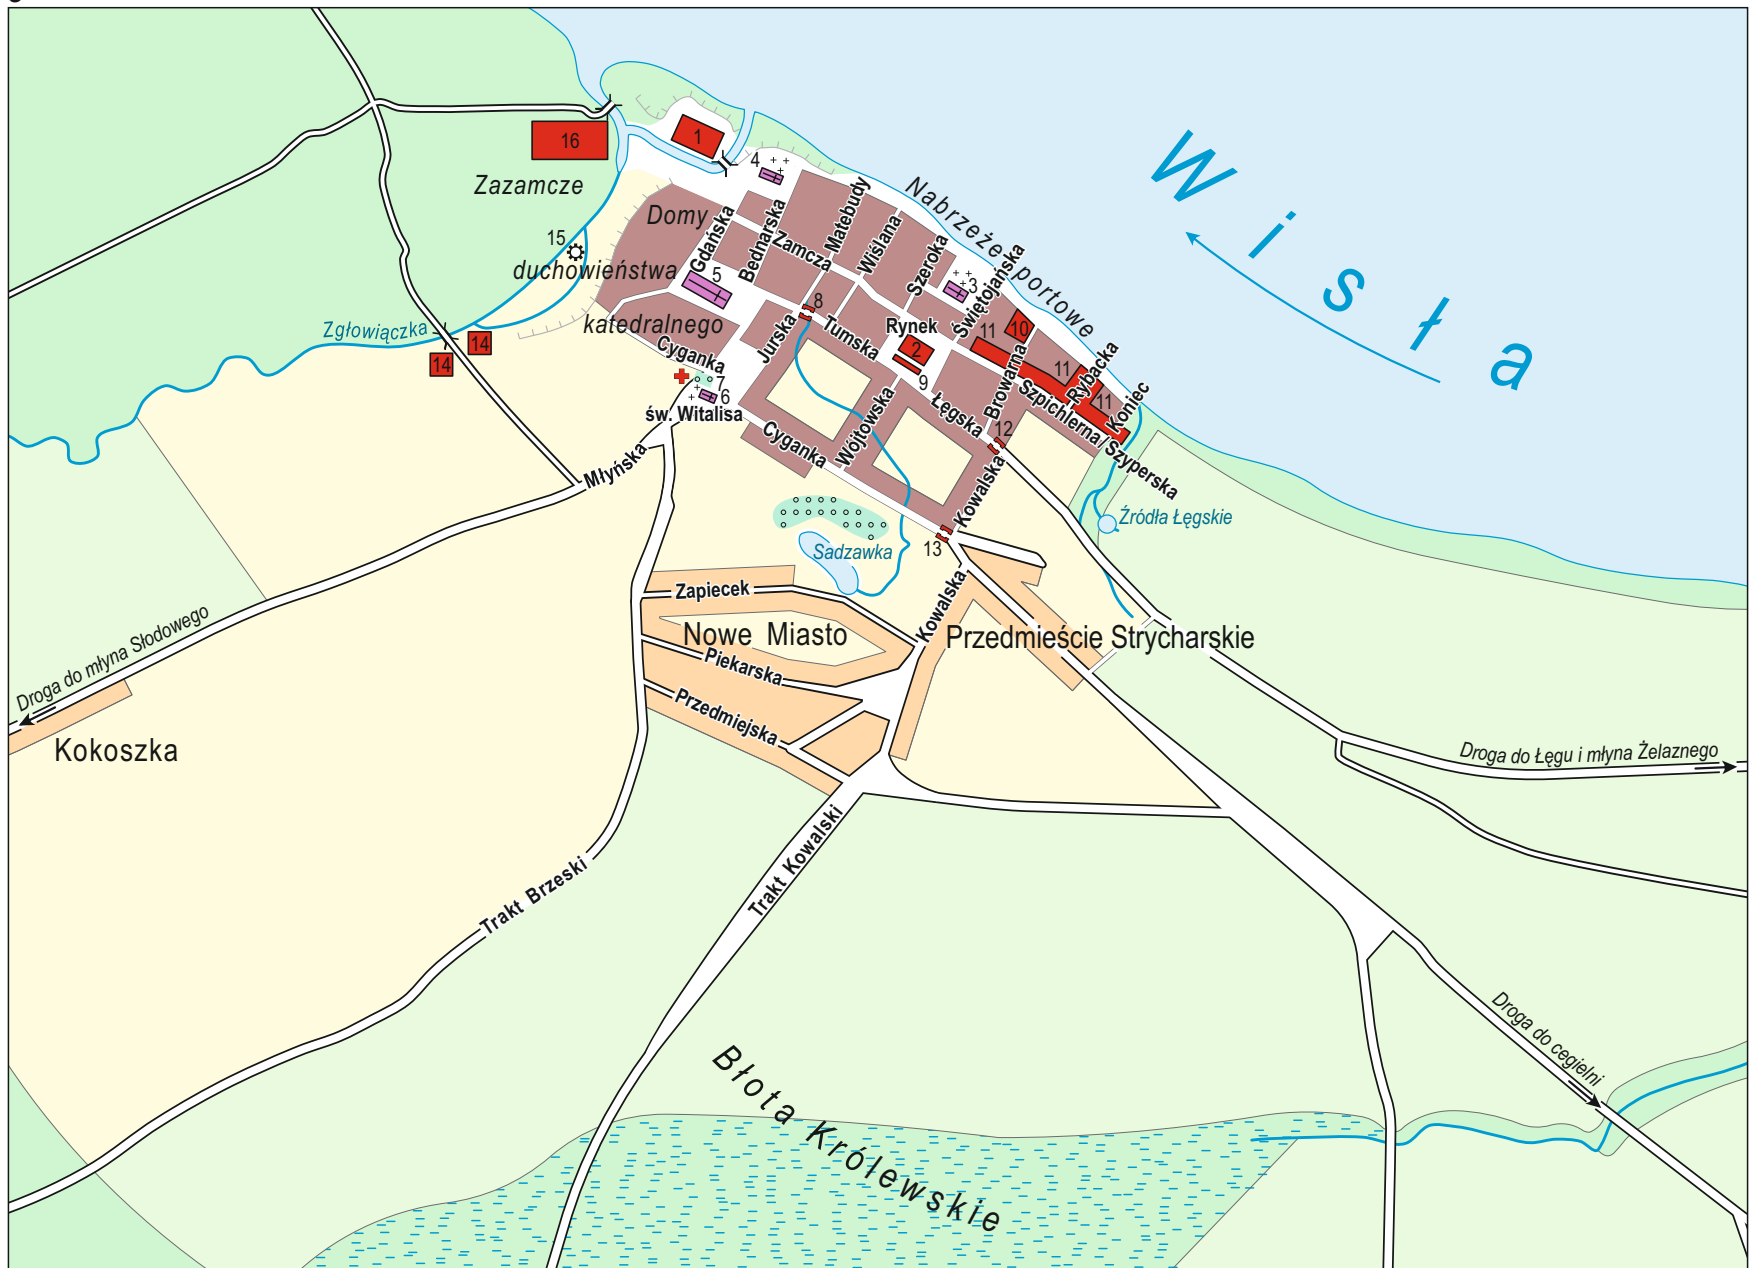 Wisła
16
1
4
Zazamcze
Nabrzeże portowe
Domy
duchowieństwa
katedralnego
15
Gdańska
Bednarska
Zamcza
Matebudy
Wiślana
Szeroka
Świętojańska
5
3
8
Rynek
11
10
2
9
Jurska
Tumska
Zgłowiączka
14
14
Cyganka
7
6
św. Witalisa
11
Rybacka
11
Koniec
Browarna
Szpichlerna/Szyperska
Łęgska
12
Wójtowska
Cyganka
Młyńska
Kowalska
Źródła Łęgskie
13
Sadzawka
Zapiecek
Kowalska
Nowe Miasto
Przedmieście Strycharskie
Piekarska
Przedmiejska
Droga do młyna Słodowego
Kokoszka
Droga do Łęgu i młyna Żelaznego
Trakt Kowalski
Trakt Brzeski
Droga do cegielni
Błota Królewskie